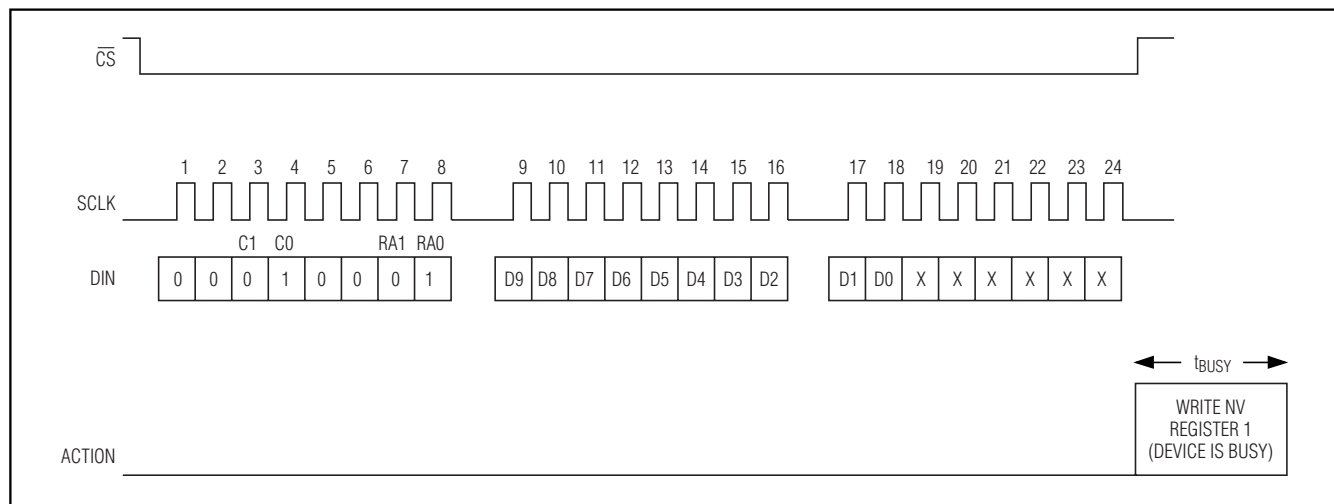 CS
1 2 3 4 5 6 7 8 9 10 11 12 13 14 15 16 17 18 19 20 21 22 23 24
SCLK
C1 C0 RA1 RA0
DIN 0 0 0 1 0 0 0 1 D9 D8 D7 D6 D5 D4 D3 D2 D1 D0 X X X X X X
tBUSY
WRITE NV
REGISTER 1
(DEVICE IS BUSY)
ACTION